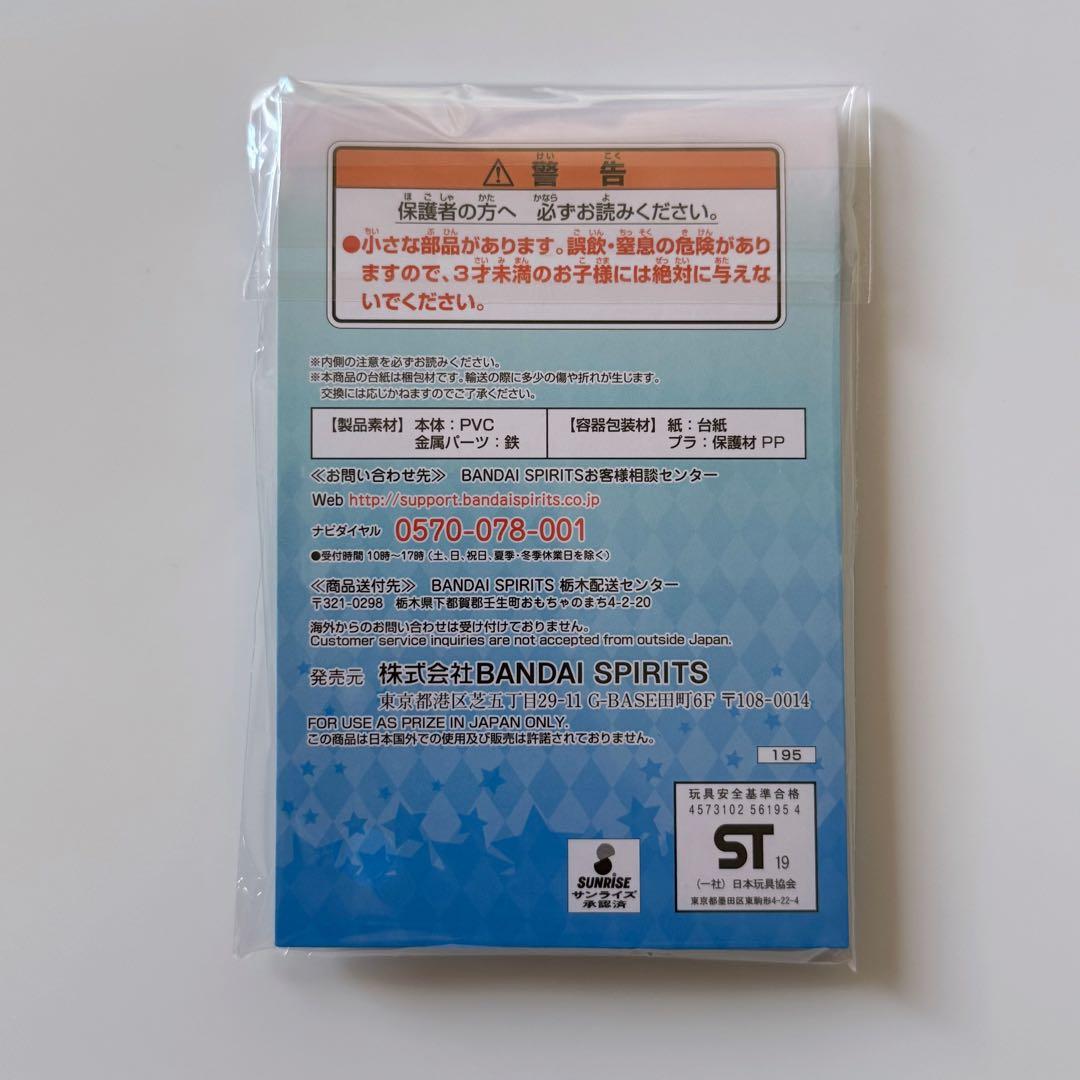 ⚠ 警告
保護者の方へ 必ずお読みください。
●小さな部品があります。誤飲・窒息の危険があり
ますので、3才未満のお子様には絶対に与えな
いでください。
※内側の注意を必ずお読みください。
※本商品の台紙は梱包材です。輸送の際に多少の傷や折れが生じます。
交換には応じかねますのでご了承ください。
【製品素材】本体：PVC
金属パーツ：鉄
【容器包装材】紙：台紙
プラ：保護材 PP
≪お問い合わせ先≫ BANDAI SPIRITSお客様相談センター
Web http://support.bandaispirits.co.jp
ナビダイヤル 0570-078-001
●受付時間 10時～17時（土、日、祝日、夏季・冬季休業日を除く）
≪商品送付先≫ BANDAI SPIRITS 栃木配送センター
〒321-0298 栃木県下都賀郡壬生町おもちゃのまち4-2-20
海外からのお問い合わせは受け付けておりません。
Customer service inquiries are not accepted from outside Japan.
発売元 株式会社BANDAI SPIRITS
東京都港区芝五丁目29-11 G-BASE田町6F 〒108-0014
FOR USE AS PRIZE IN JAPAN ONLY.
この商品は日本国外での使用及び販売は許諾されておりません。
195
玩具安全基準合格
4573102 56195 4
ST 19
（一社）日本玩具協会
東京都墨田区東駒形4-22-4
SUNRISE
サンライズ
承認済